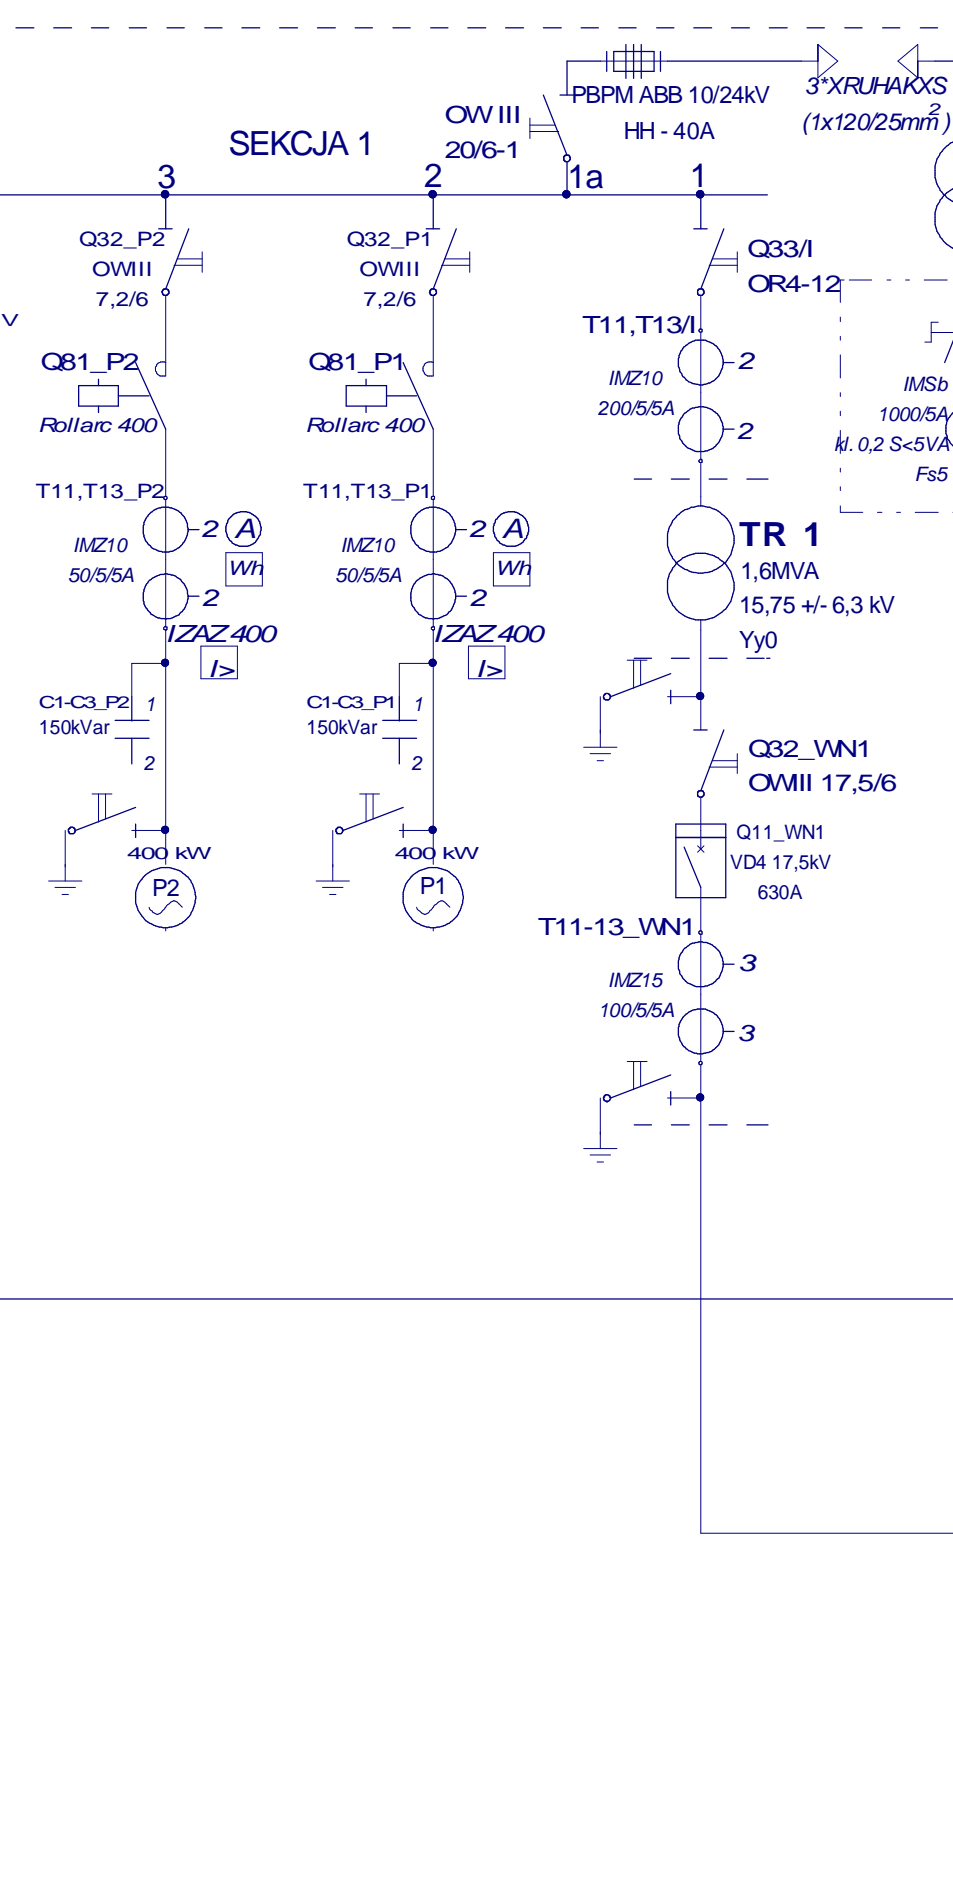 3*XRUHAKXS
(1x120/25mm2)
PBPM ABB 10/24kV
HH - 40A
OW III
20/6-1
SEKCJA 1
3
2
1a
1
Q32_P2
OWIII
7,2/6
Q32_P1
OWIII
7,2/6
Q33/I
OR4-12
V
T11,T13/I
IMZ10
200/5/5A
2
2
Q81_P2
Rollarc 400
Q81_P1
Rollarc 400
IMSb
1000/5A
kl. 0,2 S<5VA
Fs5
T11,T13_P2
IMZ10
50/5/5A
2
A
Wh
2
IZAZ 400
I>
T11,T13_P1
IMZ10
50/5/5A
2
A
Wh
2
IZAZ 400
I>
TR 1
1,6MVA
15,75 +/- 6,3 kV
Yy0
C1-C3_P2
150kVar
1
2
C1-C3_P1
150kVar
1
2
Q32_WN1
OWIII 17,5/6
400 kW
P2
400 kW
P1
Q11_WN1
VD4 17,5kV
630A
T11-13_WN1
IMZ15
100/5/5A
3
3